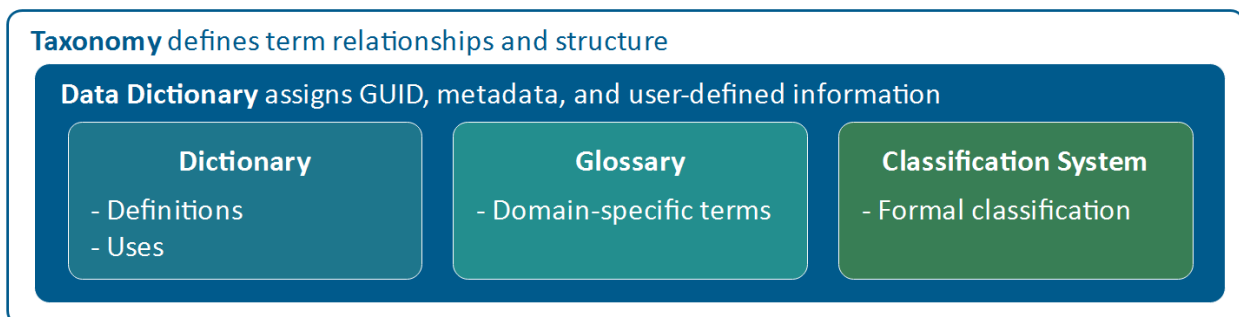 Taxonomy defines term relationships and structure
Data Dictionary assigns GUID, metadata, and user-defined information
Dictionary
- Definitions
- Uses
Glossary
- Domain-specific terms
Classification System
- Formal classification